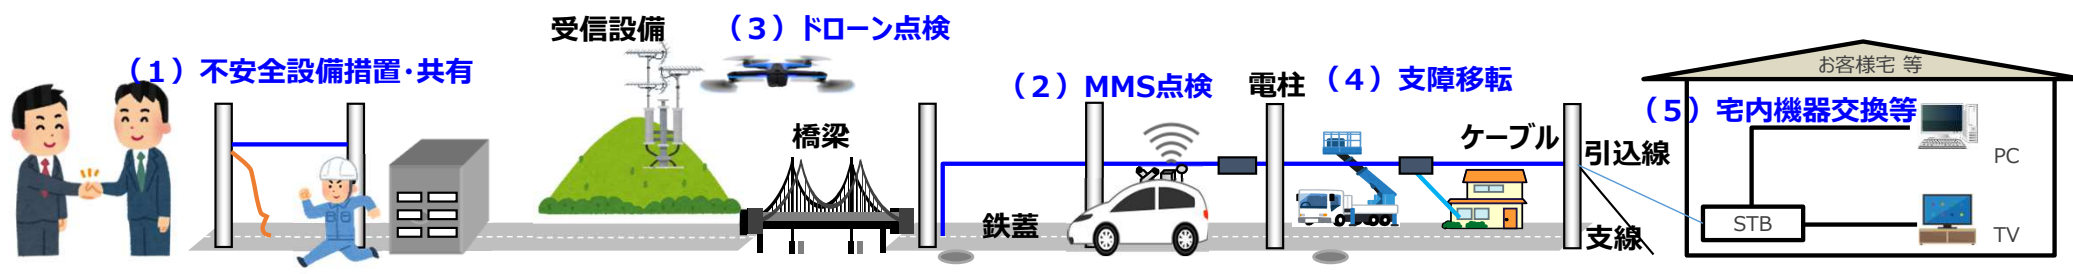 (1)不安全設備措置・共有
受信設備
(3)ドローン点検
橋梁
(2)MMS点検
鉄蓋
電柱
(4)支障移転
ケーブル
引込線
支線
お客様宅 等
(5)宅内機器交換等
PC
STB
TV